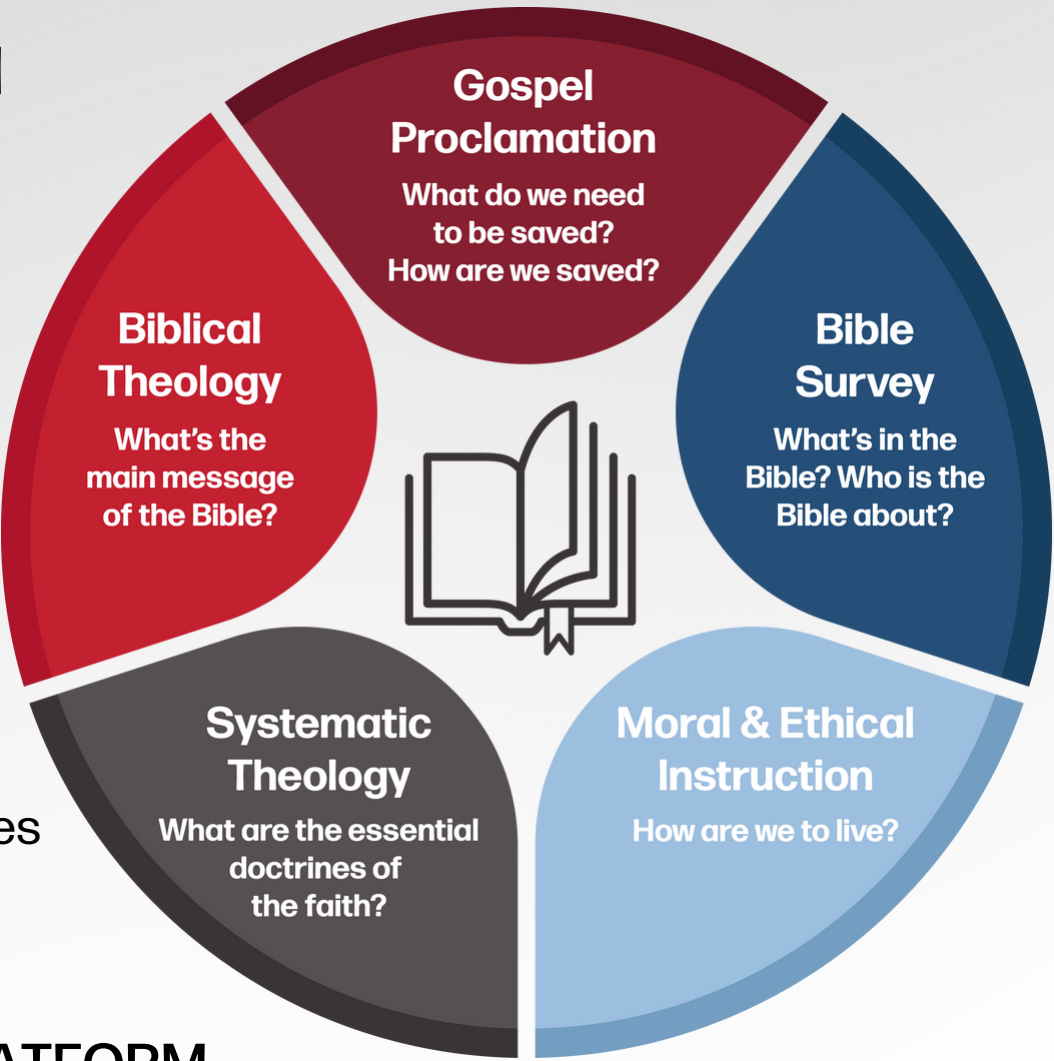 Gospel
Proclamation
What do we need
to be saved?
How are we saved?
Biblical
Theology
What's the
main message
of the Bible?
Bible
Survey
What's in the
Bible? Who is the
Bible about?
Systematic
Theology
What are the essential
doctrines of
the faith?
Moral & Ethical
Instruction
How are we to live?